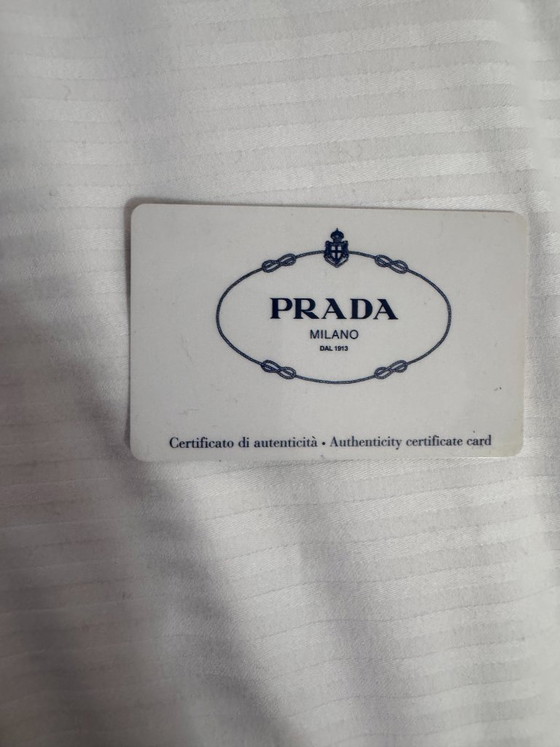 PRADA
MILANO
DAL 1913
Certificato di autenticità • Authenticity certificate card